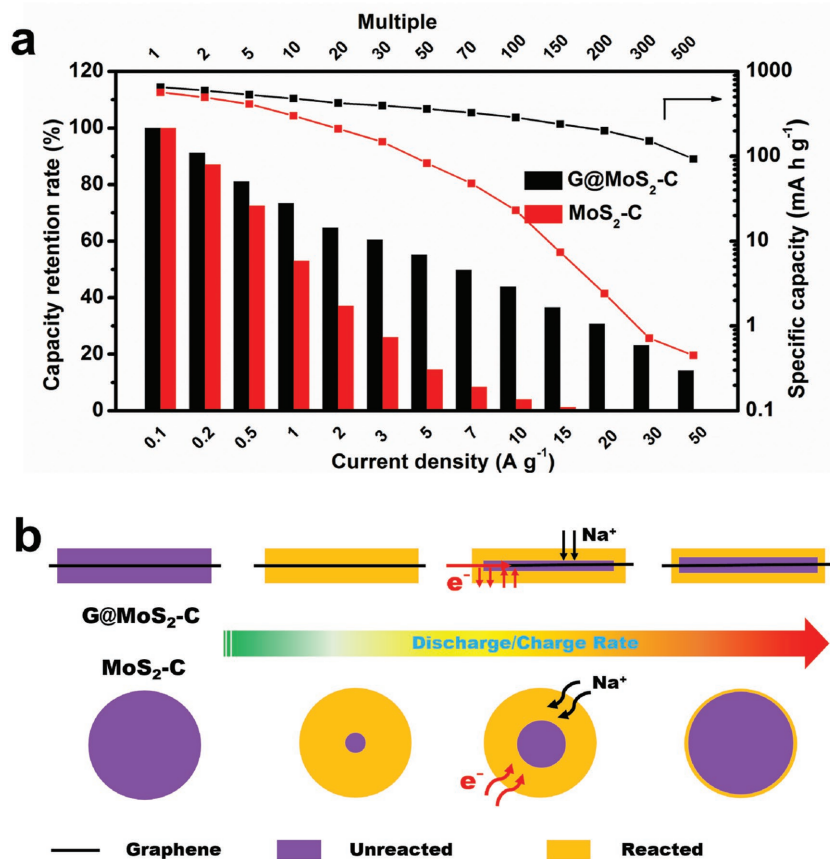 Multiple
a
1 2 5 10 20 30 50 70 100 150 200 300 500
120
100
80
60
40
20
0
Capacity retention rate (%)
1000
100
10
1
0.1
Specific capacity (mA h g⁻¹)
G@MoS₂-C
MoS₂-C
0.1 0.2 0.5 1 2 3 5 7 10 15 20 30 50
Current density (A g⁻¹)
b
Na⁺
e⁻
G@MoS₂-C
Discharge/Charge Rate
MoS₂-C
Na⁺
e⁻
Graphene Unreacted Reacted